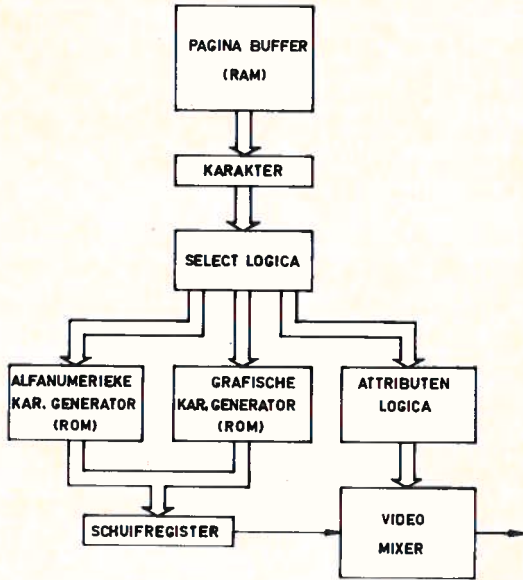 PAGINA BUFFER
(RAM)
KARAKTER
SELECT LOGICA
ALFANUMERIEKE
KAR. GENERATOR
(ROM)
GRAFISCHE
KAR. GENERATOR
(ROM)
ATTRIBUTEN
LOGICA
SCHUIFREGISTER
VIDEO
MIXER